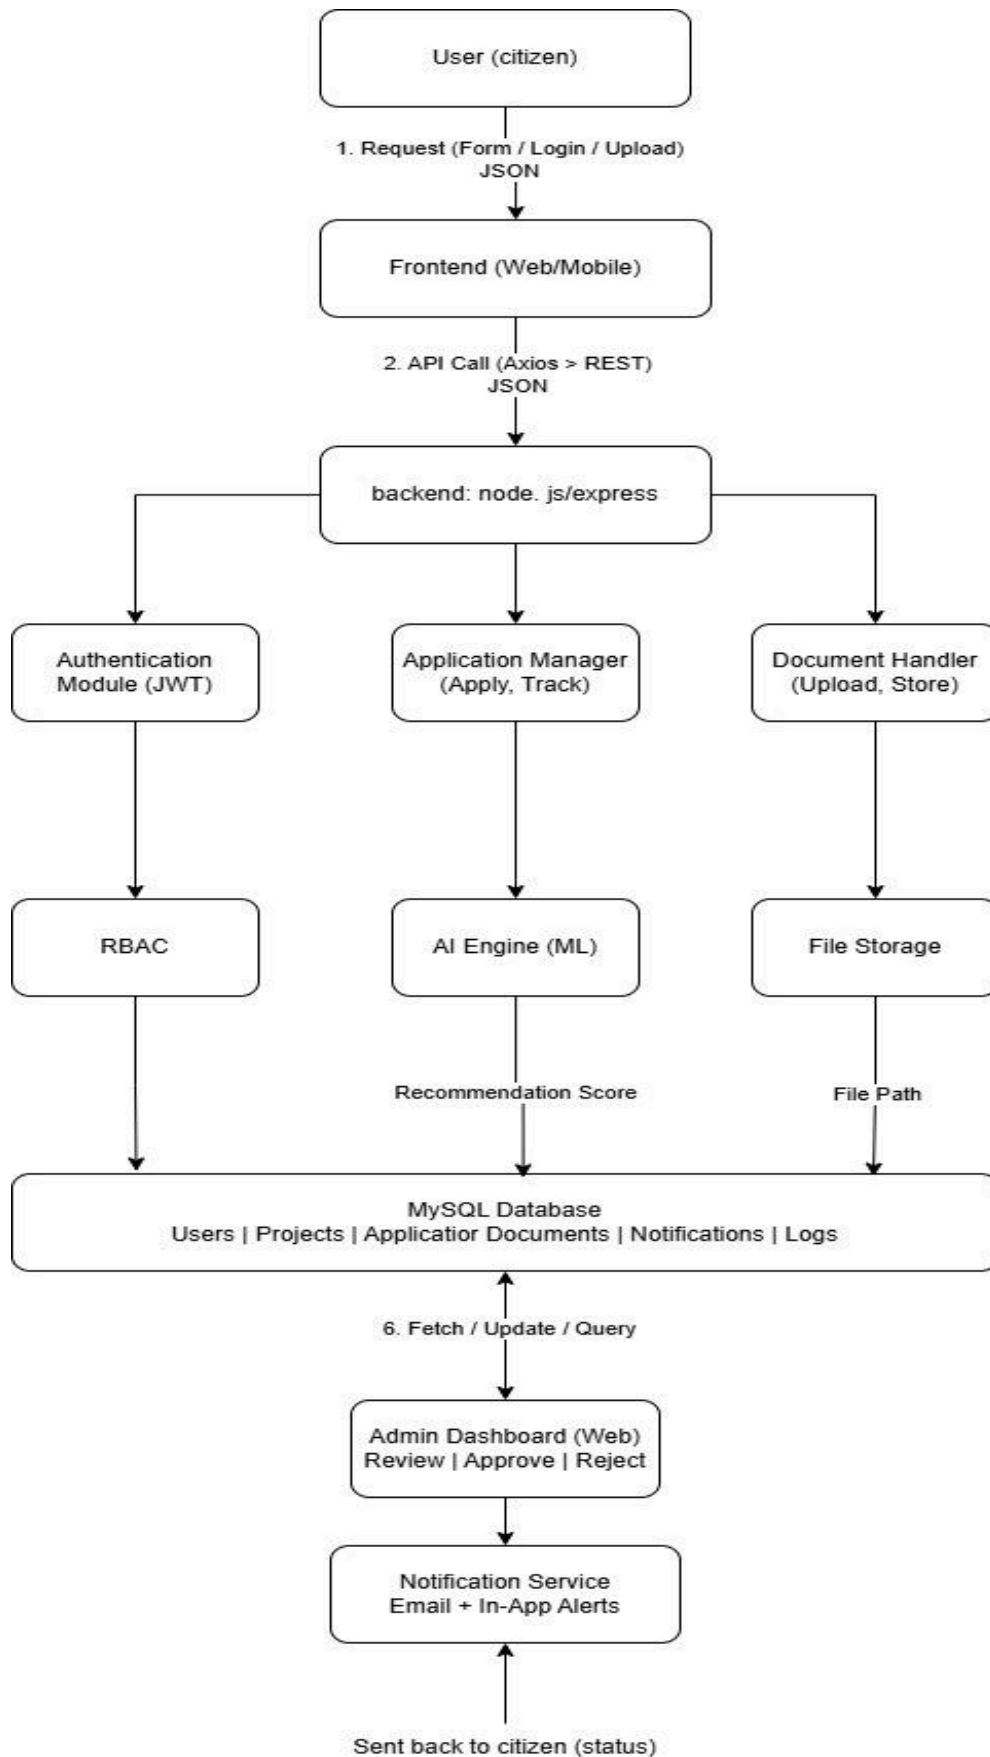 User (citizen)
1. Request (Form / Login / Upload)
JSON
Frontend (Web/Mobile)
2. API Call (Axios > REST)
JSON
backend: node. js/express
Authentication
Module (JWT)
Application Manager
(Apply, Track)
Document Handler
(Upload, Store)
RBAC
AI Engine (ML)
File Storage
Recommendation Score
File Path
MySQL Database
Users | Projects | Applicatior Documents | Notifications | Logs
6. Fetch / Update / Query
Admin Dashboard (Web)
Review | Approve | Reject
Notification Service
Email + In-App Alerts
Sent back to citizen (status)